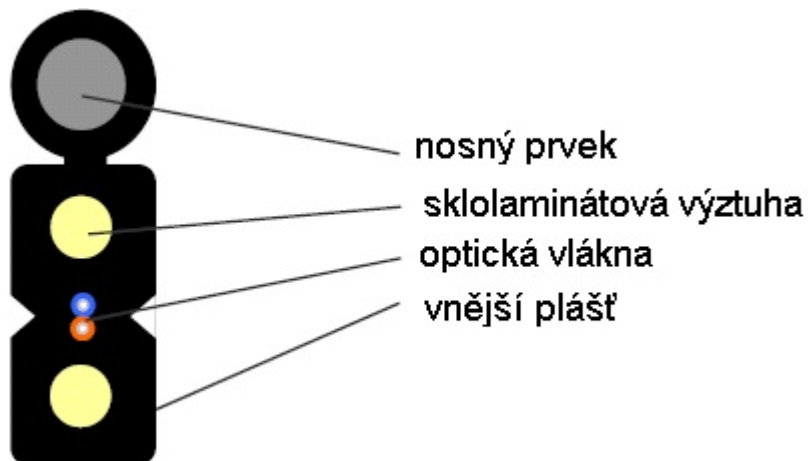 nosný prvek
sklolaminátová výztuha
optická vlákna
vnější plášť